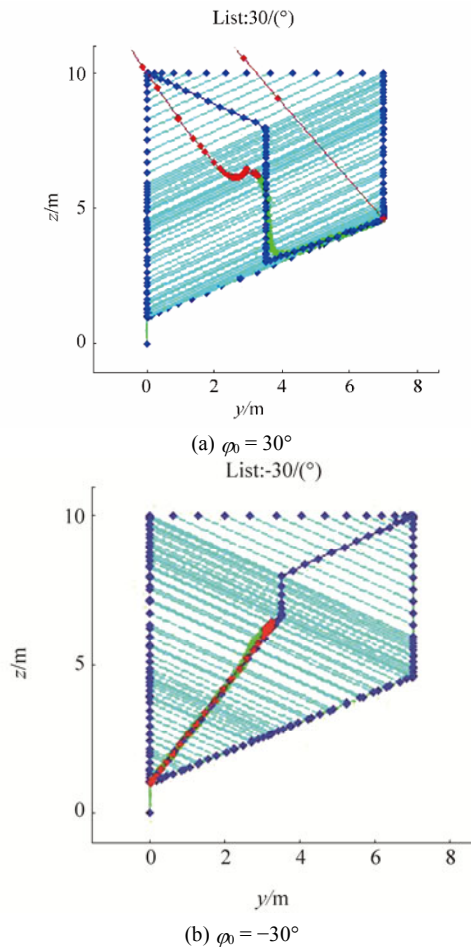 List:30/(°)
10
5
0
z/m
0
2
4
6
8
y/m
(a) φ₀ = 30°
List:-30/(°)
10
5
0
z/m
0
2
4
6
8
y/m
(b) φ₀ = −30°